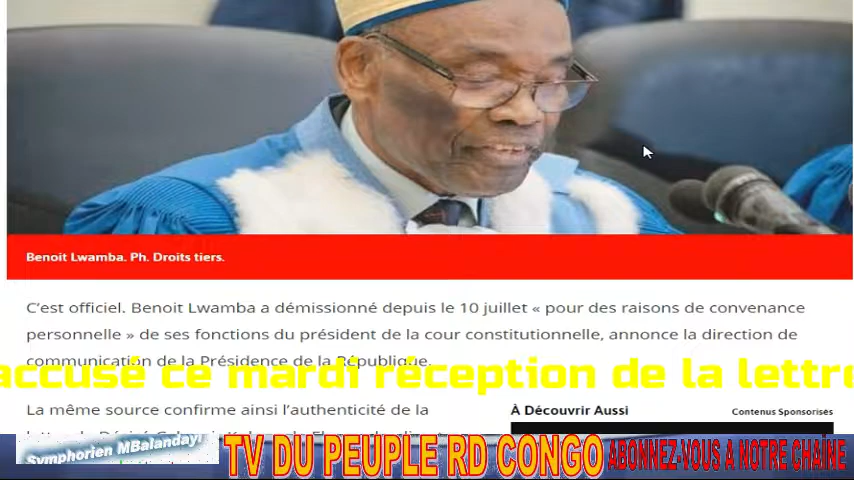 Benoit Lwamba. Ph. Droits tiers.
C'est officiel. Benoit Lwamba a démissionné depuis le 10 juillet « pour des raisons de convenance
personnelle » de ses fonctions du président de la cour constitutionnelle, annonce la direction de
communication de la Présidence de la République.
accusé ce mardi réception de la lettre
La même source confirme ainsi l'authenticité de la
À Découvrir Aussi
Contenus Sponsorisés
Symphorien MBalandayi
TV DU PEUPLE RD CONGO
ABONNEZ-VOUS A NOTRE CHAINE